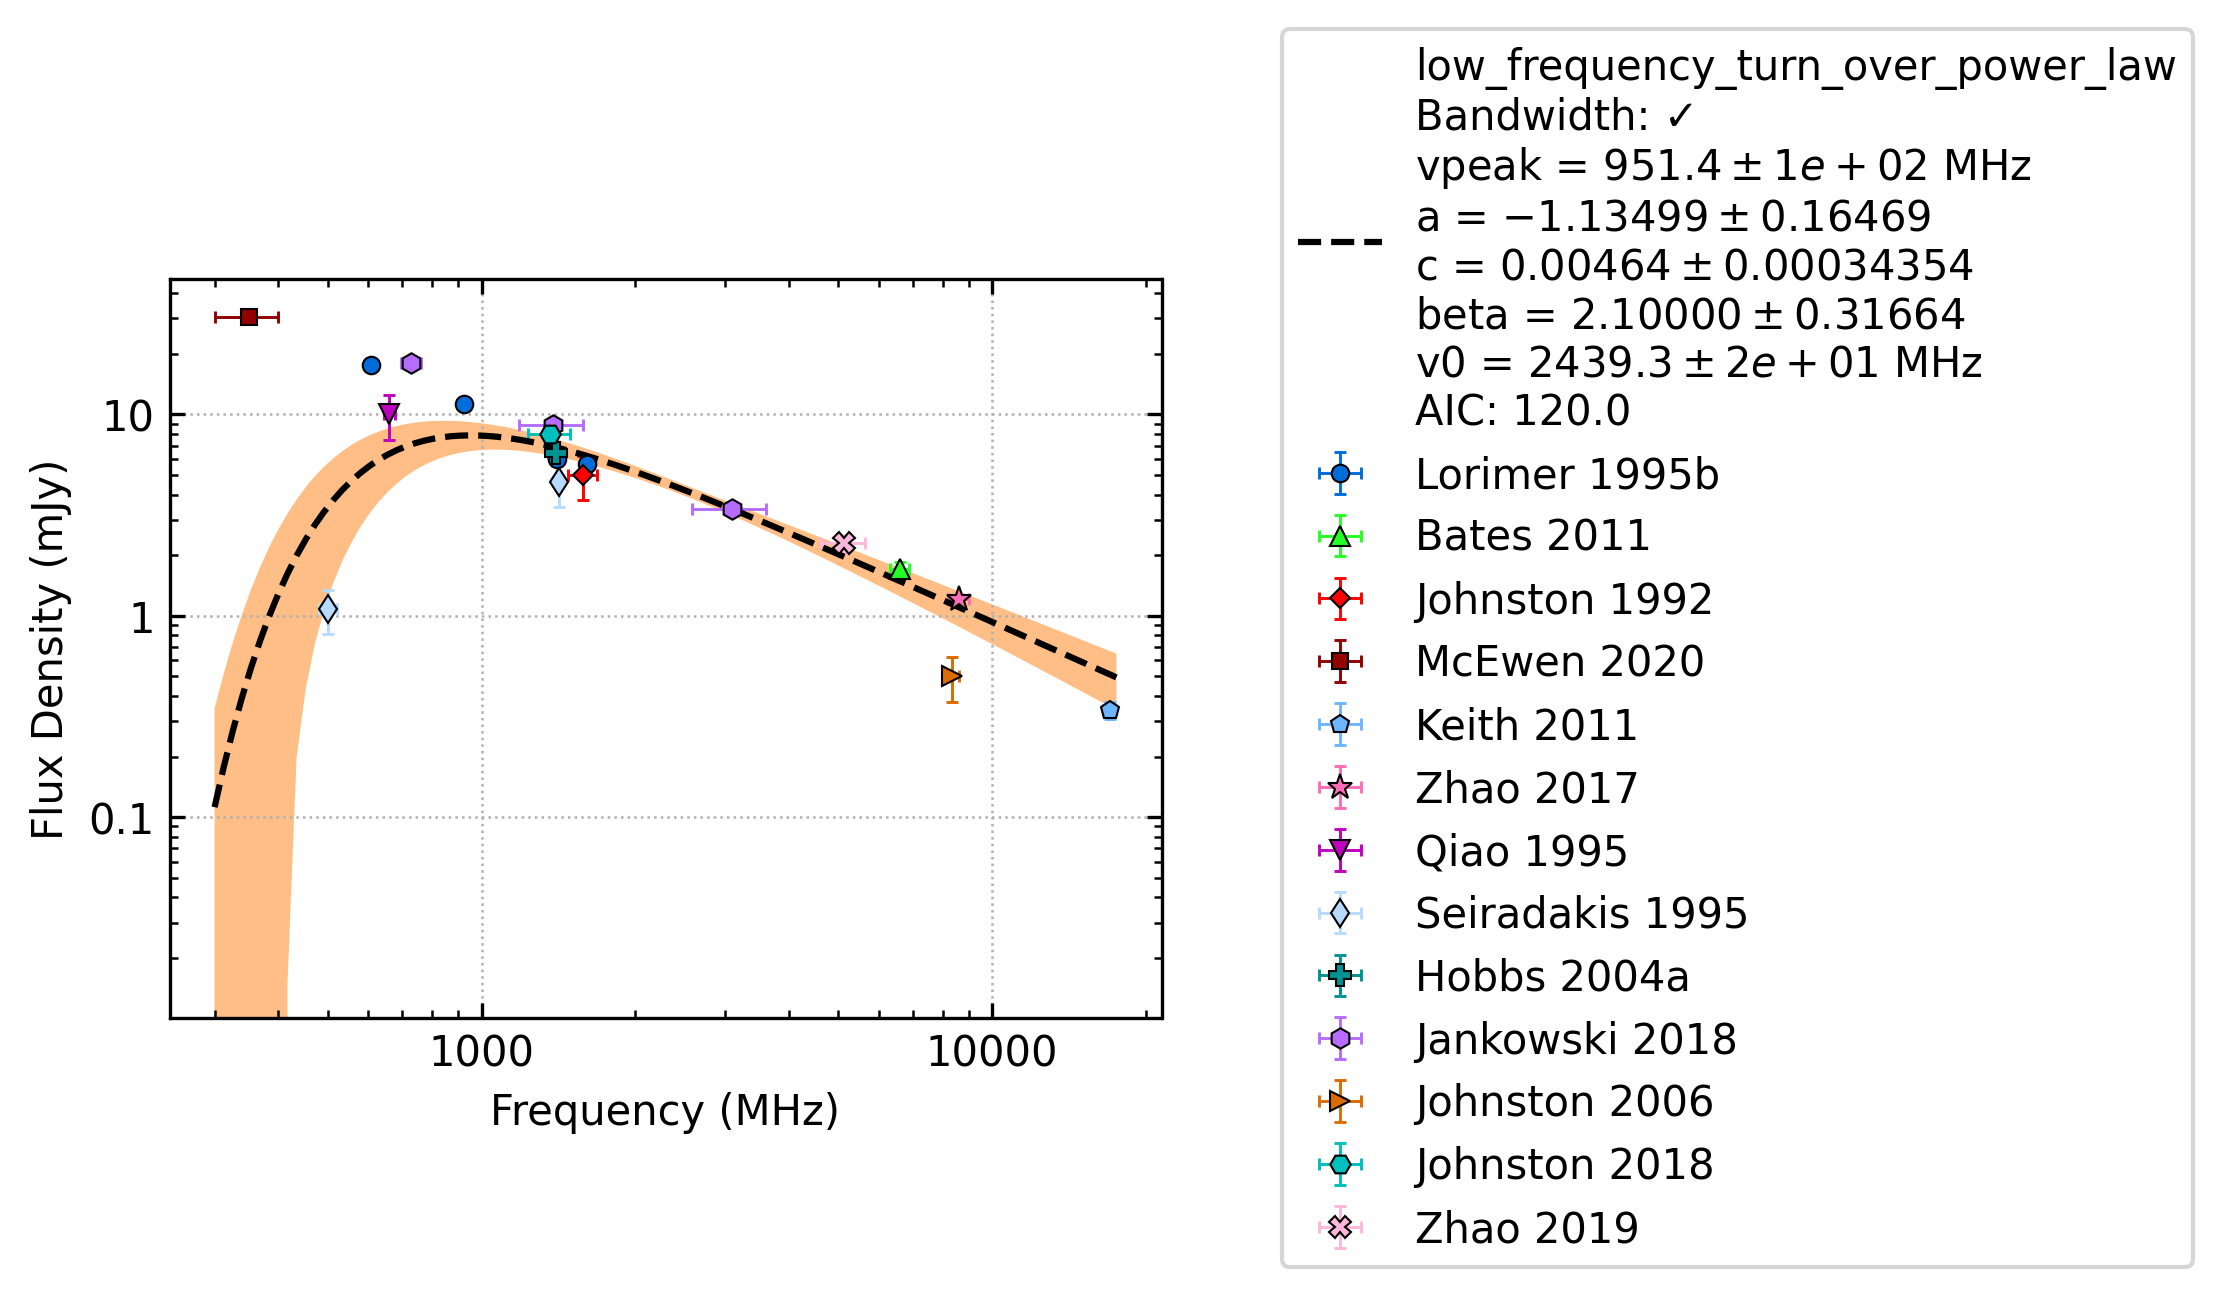 low_frequency_turn_over_power_law
Bandwidth: ✓
vpeak = 951.4 ± 1e + 02 MHz
a = −1.13499 ± 0.16469
c = 0.00464 ± 0.00034354
beta = 2.10000 ± 0.31664
v0 = 2439.3 ± 2e + 01 MHz
AIC: 120.0
Lorimer 1995b
Bates 2011
Johnston 1992
McEwen 2020
Keith 2011
Zhao 2017
Qiao 1995
Seiradakis 1995
Hobbs 2004a
Jankowski 2018
Johnston 2006
Johnston 2018
Zhao 2019
Flux Density (mJy)
10
1
0.1
1000
10000
Frequency (MHz)